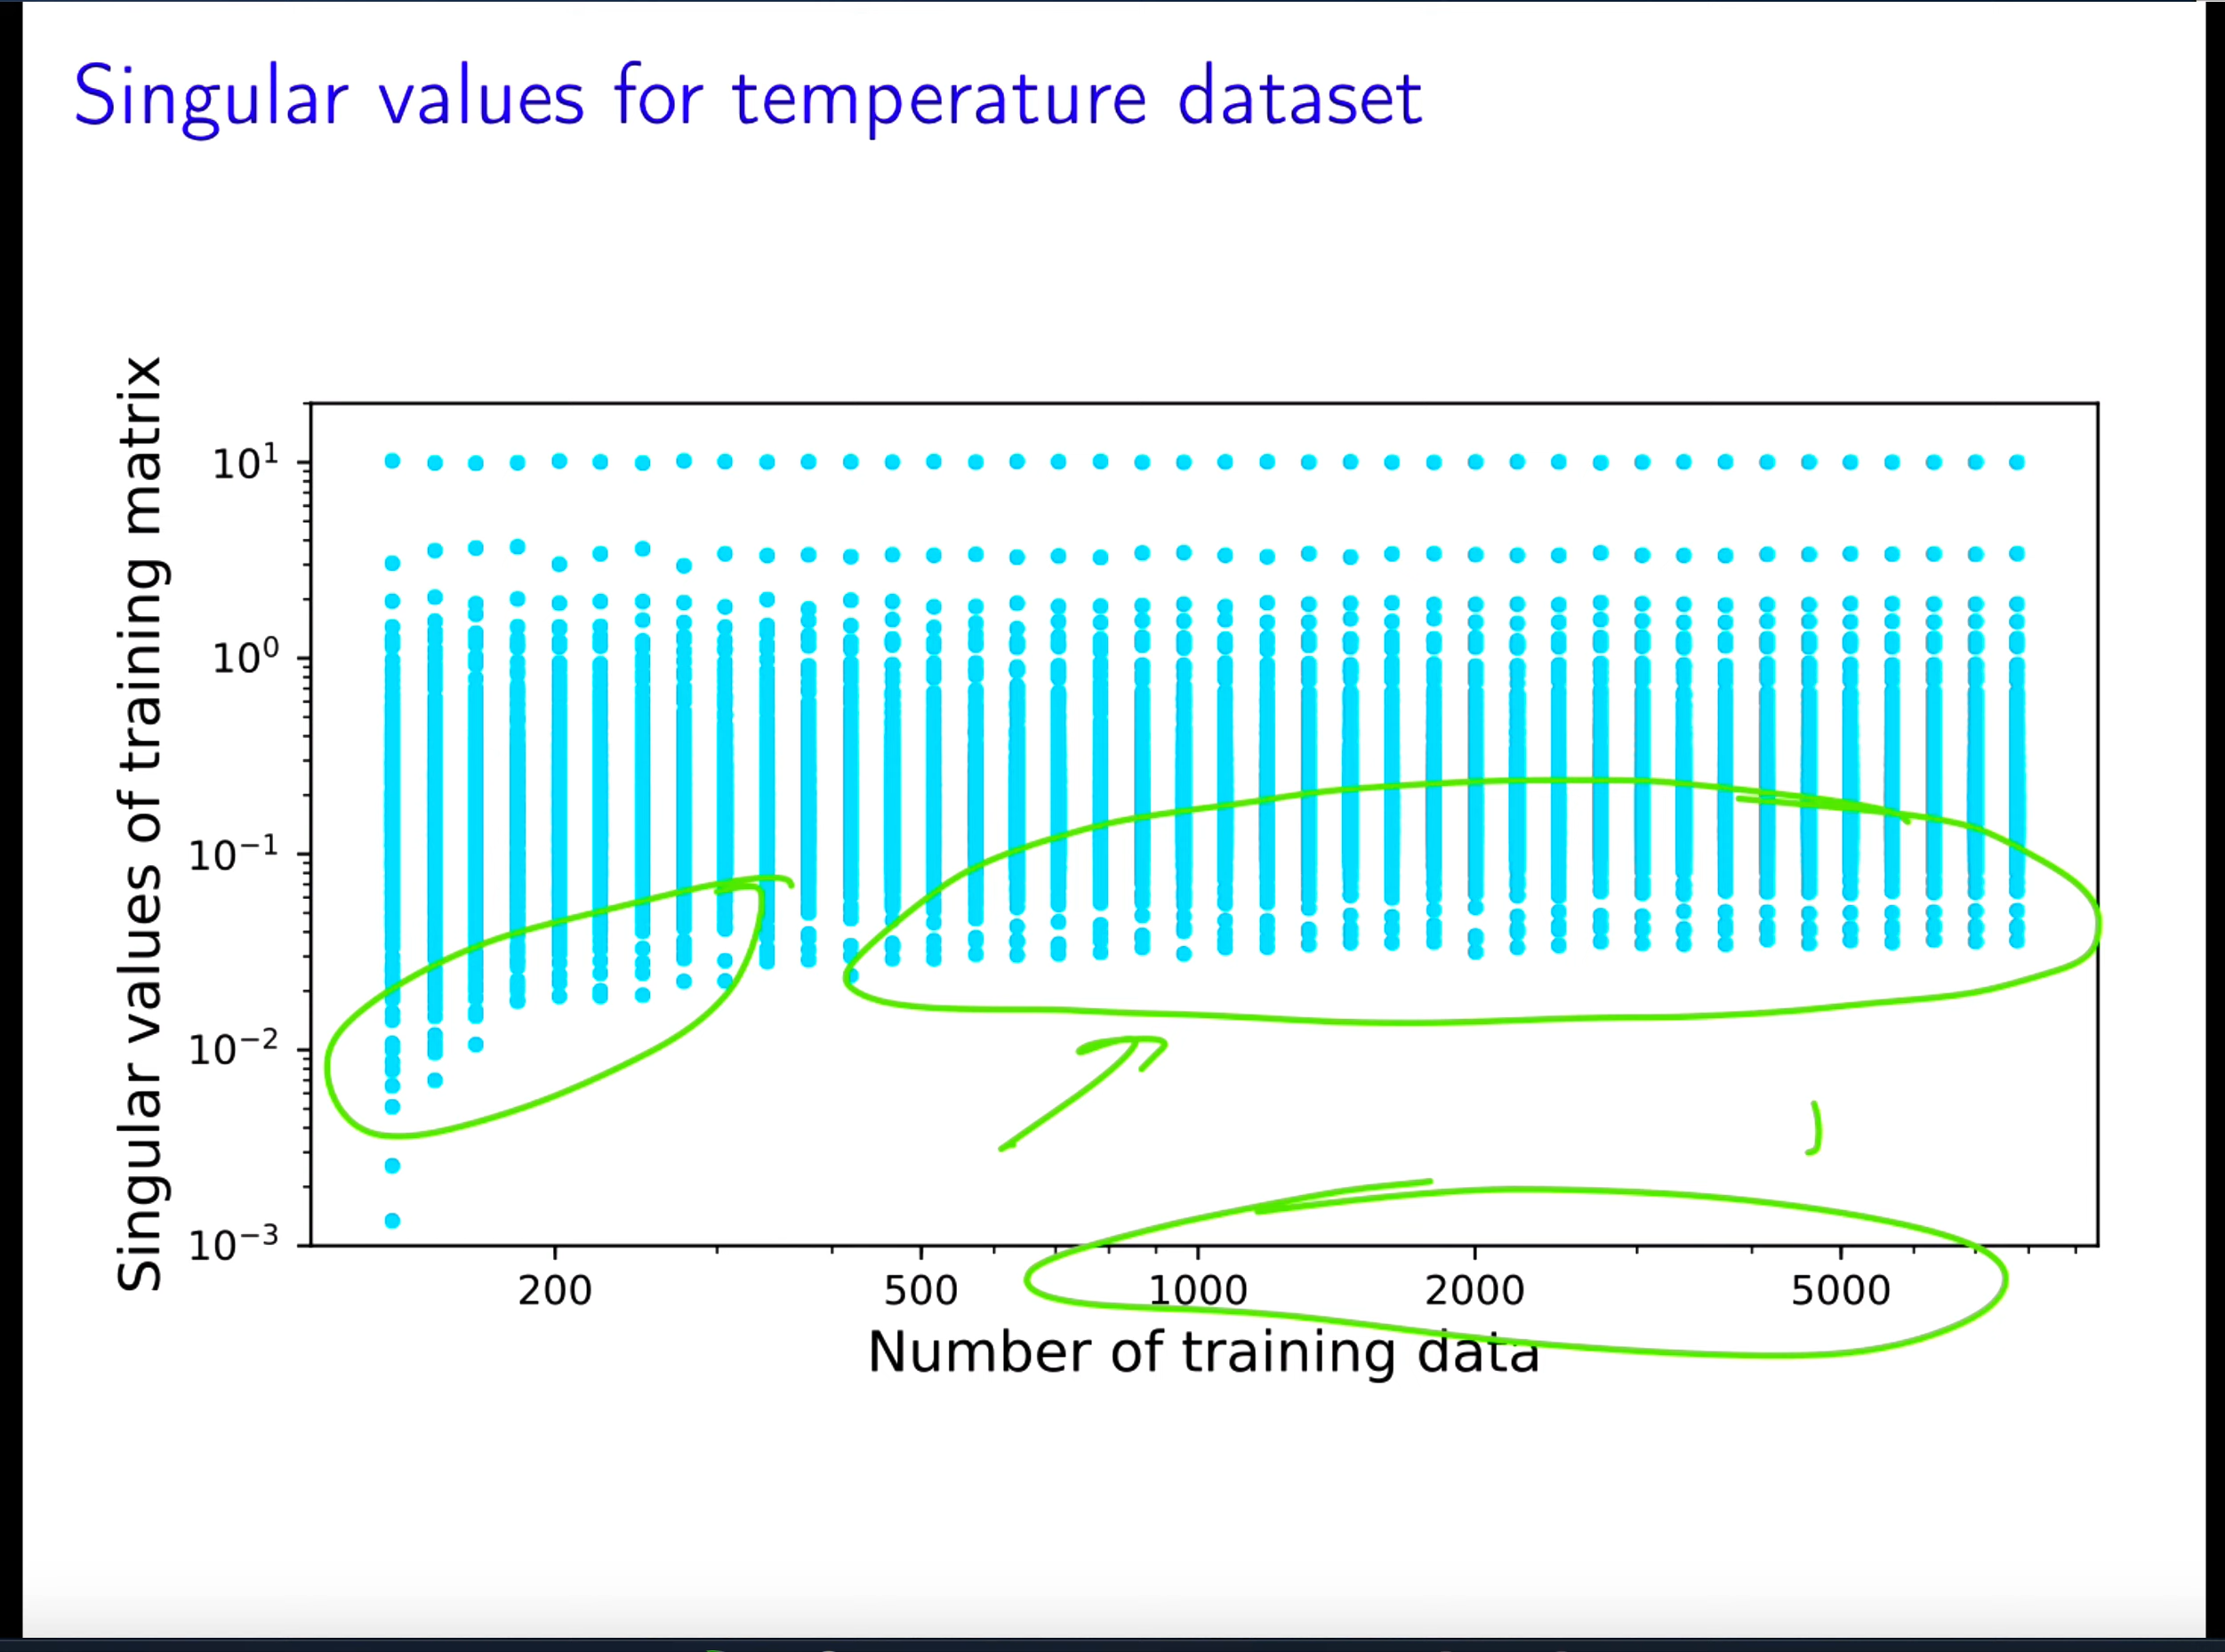 Singular values for temperature dataset
Singular values of training matrix
10¹
10⁰
10⁻¹
10⁻²
10⁻³
200 500 1000 2000 5000
Number of training data